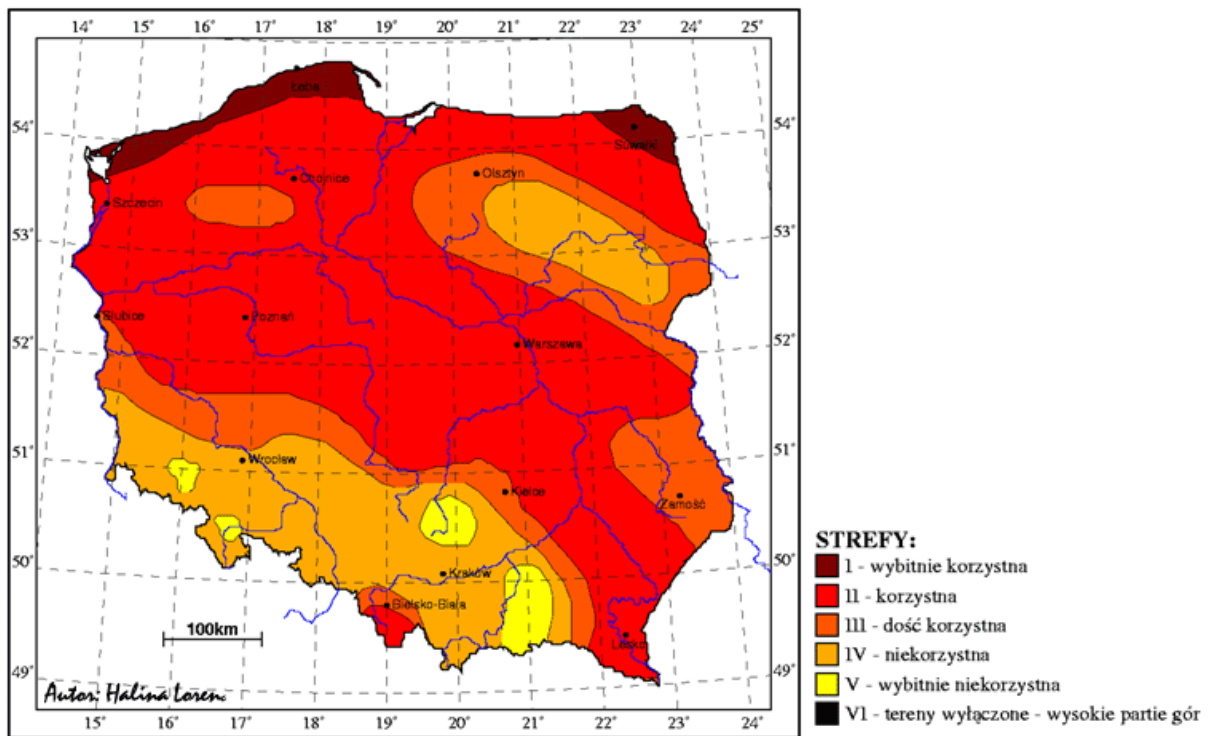 14° 15° 16° 17° 18° 19° 20° 21° 22° 23° 24° 25°
Łeba
54° 54°
Suwałki
Chojnice
Olsztyn
Szczecin
53° 53°
Słubice
Poznań
Warszawa
52° 52°
51° 51°
Wrocław
Kielce
Zamość
50° 50°
Kraków
Bielsko-Biała
100km
Lesko
49° 49°
Autor: Halina Loren.
15° 16° 17° 18° 19° 20° 21° 22° 23° 24°
STREFY:
I - wybitnie korzystna
II - korzystna
III - dość korzystna
IV - niekorzystna
V - wybitnie niekorzystna
VI - tereny wyłączone - wysokie partie gór